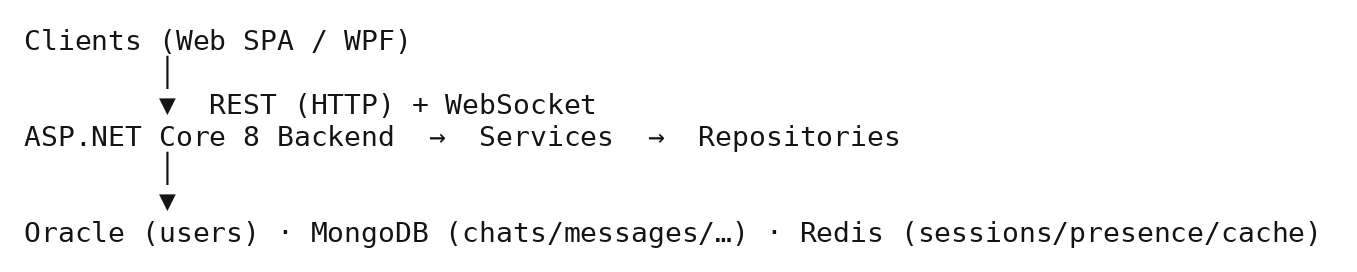 Clients (Web SPA / WPF)
│
▼  REST (HTTP) + WebSocket
ASP.NET Core 8 Backend  →  Services  →  Repositories
│
▼
Oracle (users) · MongoDB (chats/messages/…) · Redis (sessions/presence/cache)